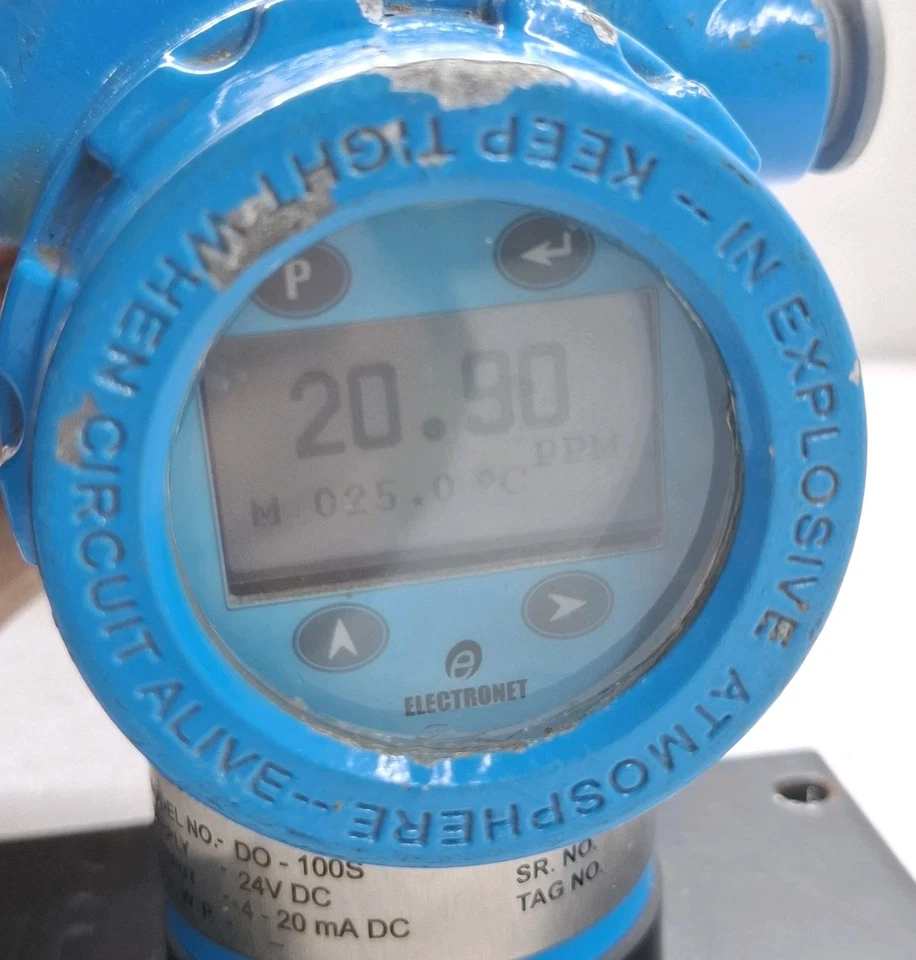 IN EXPLOSIVE ATMOSPHERE -- KEEP TIGHT WHEN CIRCUIT ALIVE --
P
20.90
PPM
M 025.0 °C
e
ELECTRONET
NO.- DO - 100S
- 24V DC
4 - 20 mA DC
SR. NO.
TAG NO.